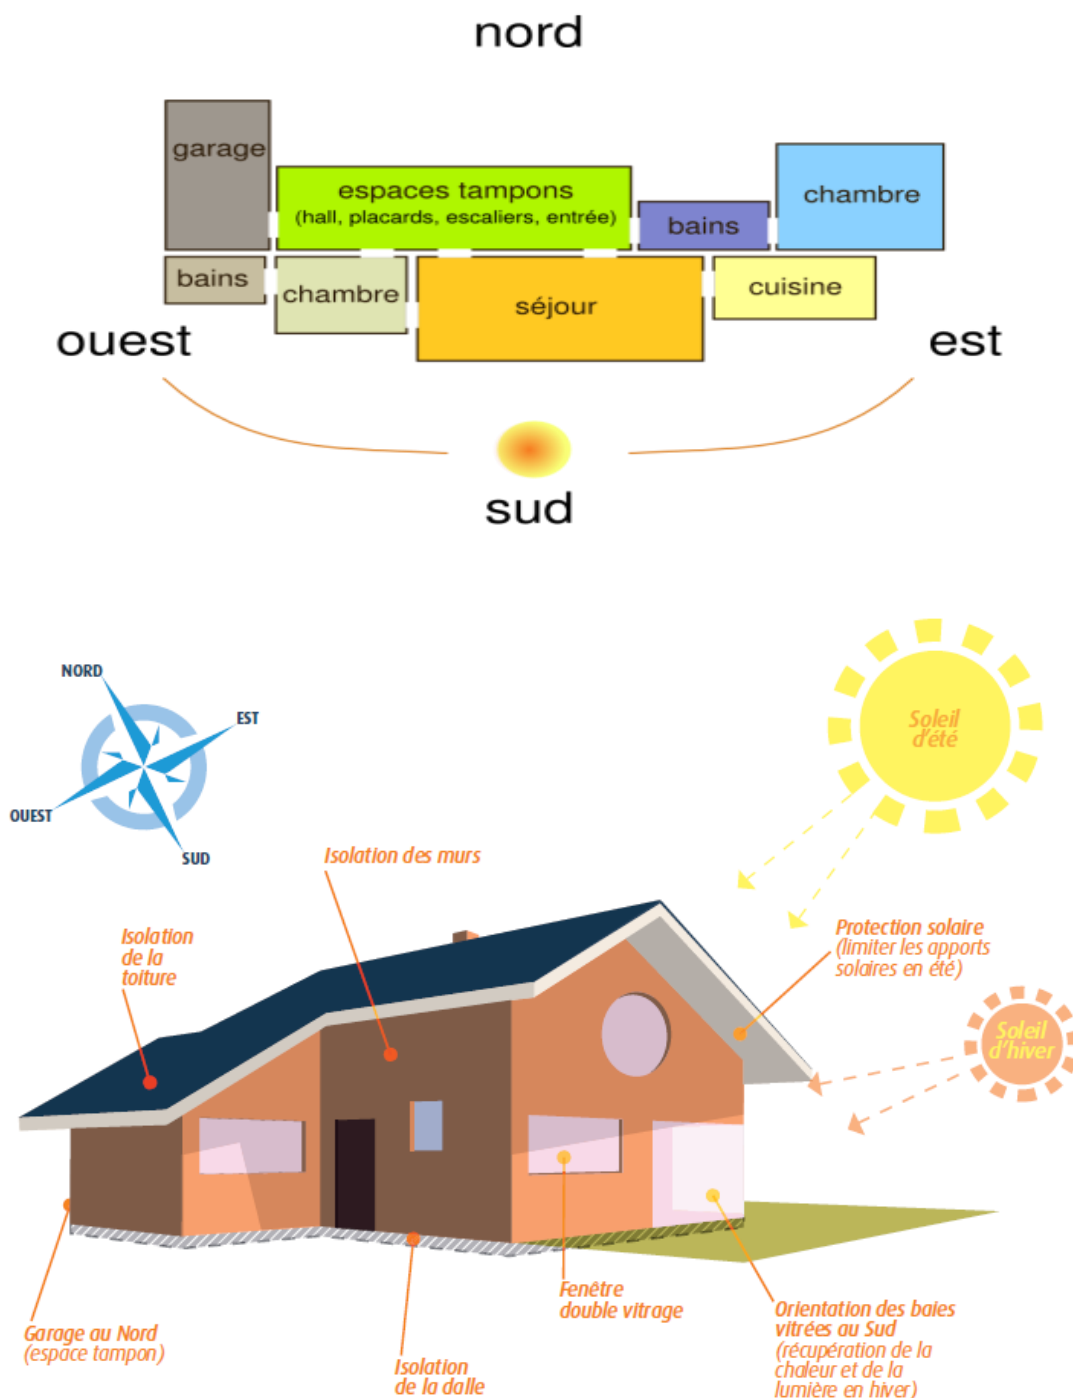 nord
garage
espaces tampons
(hall, placards, escaliers, entrée)
chambre
bains
bains
chambre
séjour
cuisine
ouest
est
sud
NORD
EST
OUEST
SUD
Soleil
d'été
Isolation des murs
Isolation
de la
toiture
Protection solaire
(limiter les apports
solaires en été)
Soleil
d'hiver
Fenêtre
double vitrage
Orientation des baies
vitrées au Sud
(récupération de la
chaleur et de la
lumière en hiver)
Garage au Nord
(espace tampon)
Isolation
de la dalle